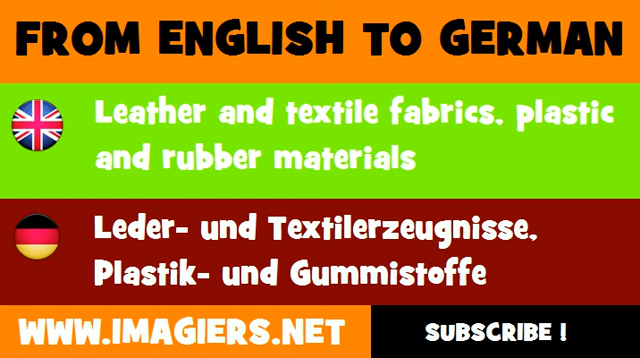 FROM ENGLISH TO GERMAN
Leather and textile fabrics, plastic
and rubber materials
Leder- und Textilerzeugnisse,
Plastik- und Gummistoffe
WWW.IMAGIERS.NET
SUBSCRIBE !